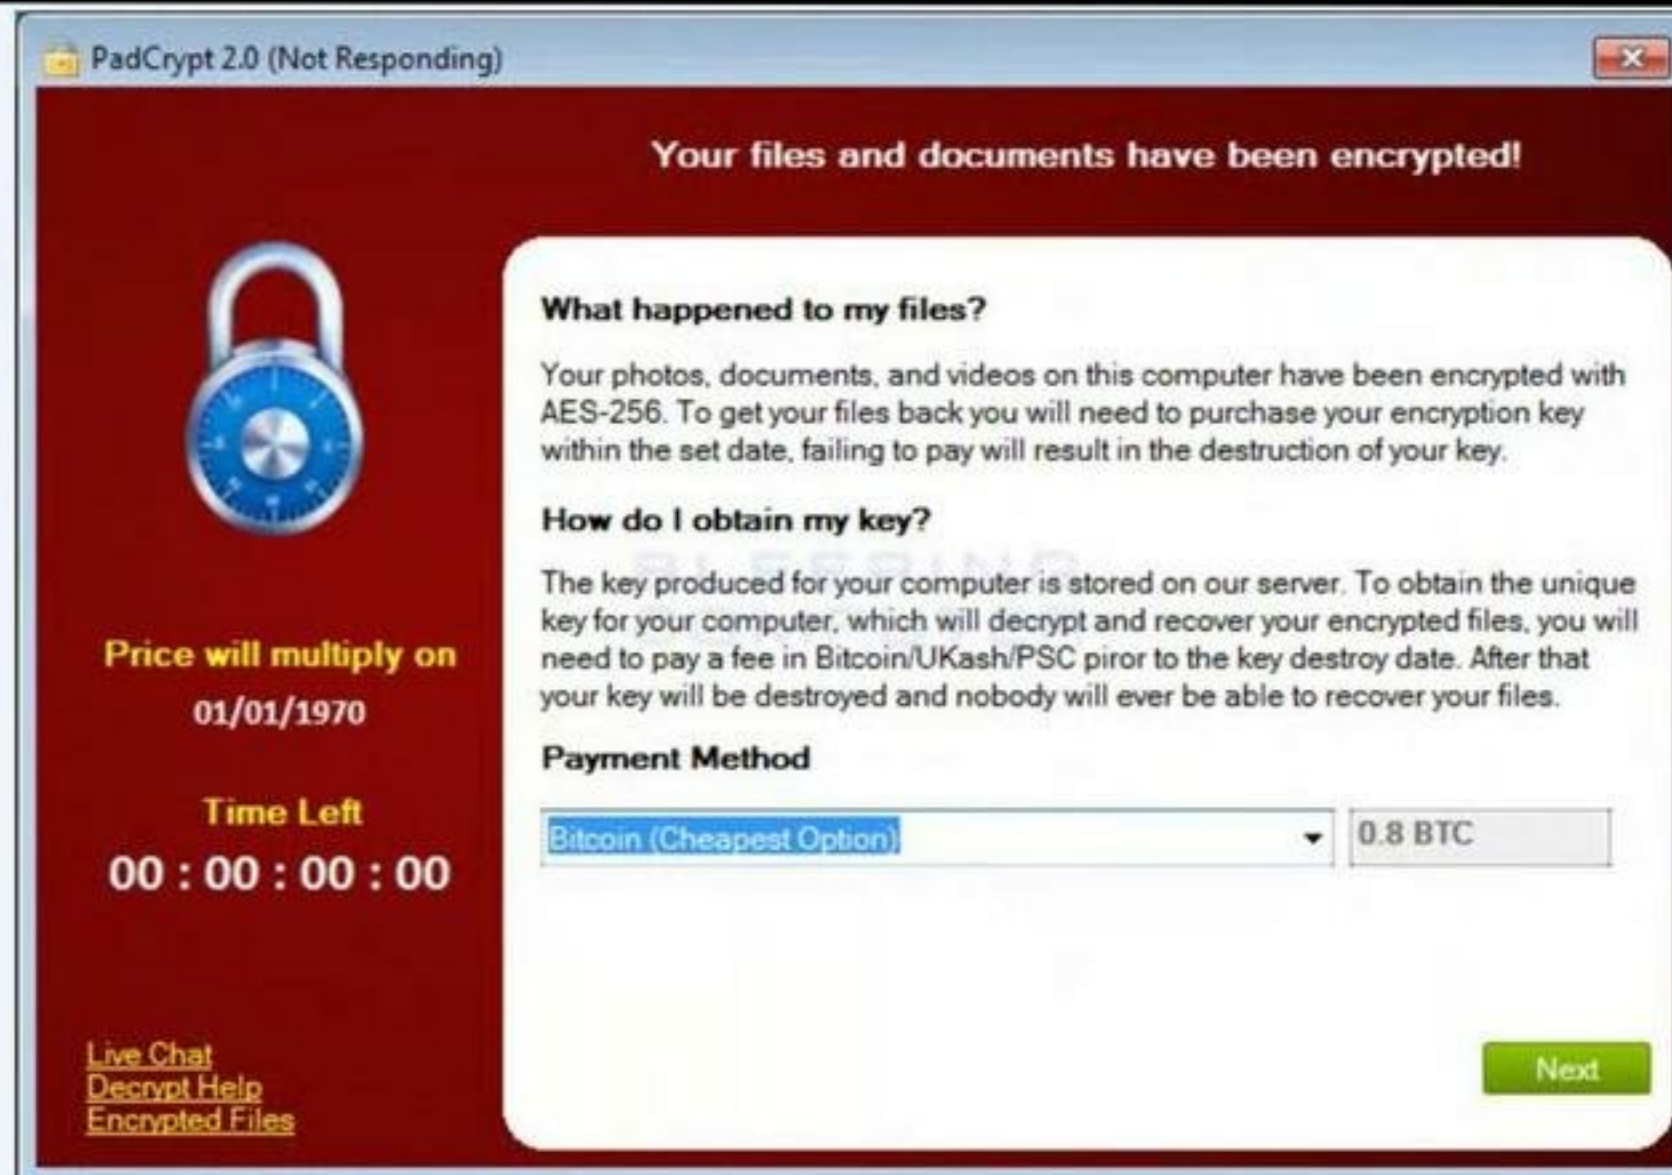 PadCrypt 2.0 (Not Responding)
Your files and documents have been encrypted!
What happened to my files?
Your photos, documents, and videos on this computer have been encrypted with
AES-256. To get your files back you will need to purchase your encryption key
within the set date, failing to pay will result in the destruction of your key.
How do I obtain my key?
The key produced for your computer is stored on our server. To obtain the unique
key for your computer, which will decrypt and recover your encrypted files, you will
need to pay a fee in Bitcoin/UKash/PSC piror to the key destroy date. After that
your key will be destroyed and nobody will ever be able to recover your files.
Payment Method
Bitcoin (Cheapest Option)
0.8 BTC
Next
Price will multiply on
01/01/1970
Time Left
00 : 00 : 00 : 00
Live Chat
Decrypt Help
Encrypted Files